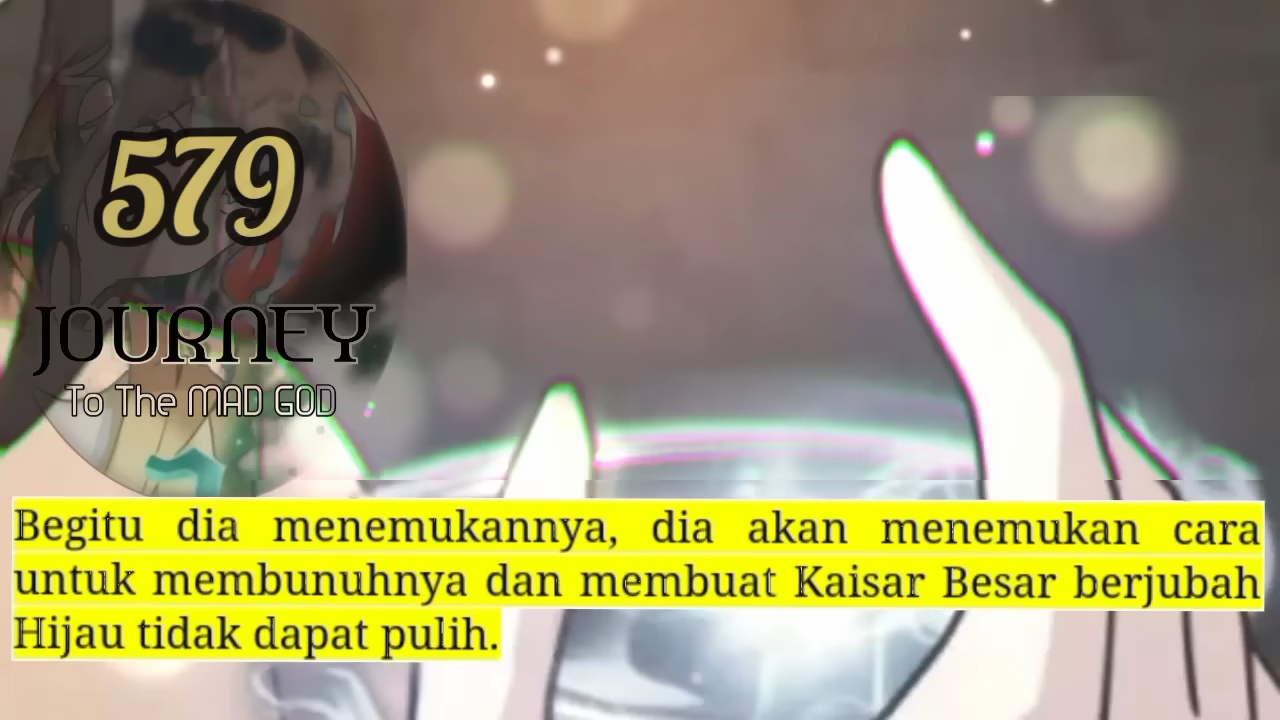 579
JOURNEY
To The MAD GOD
Begitu dia menemukannya, dia akan menemukan cara
untuk membunuhnya dan membuat Kaisar Besar berjubah
Hijau tidak dapat pulih.